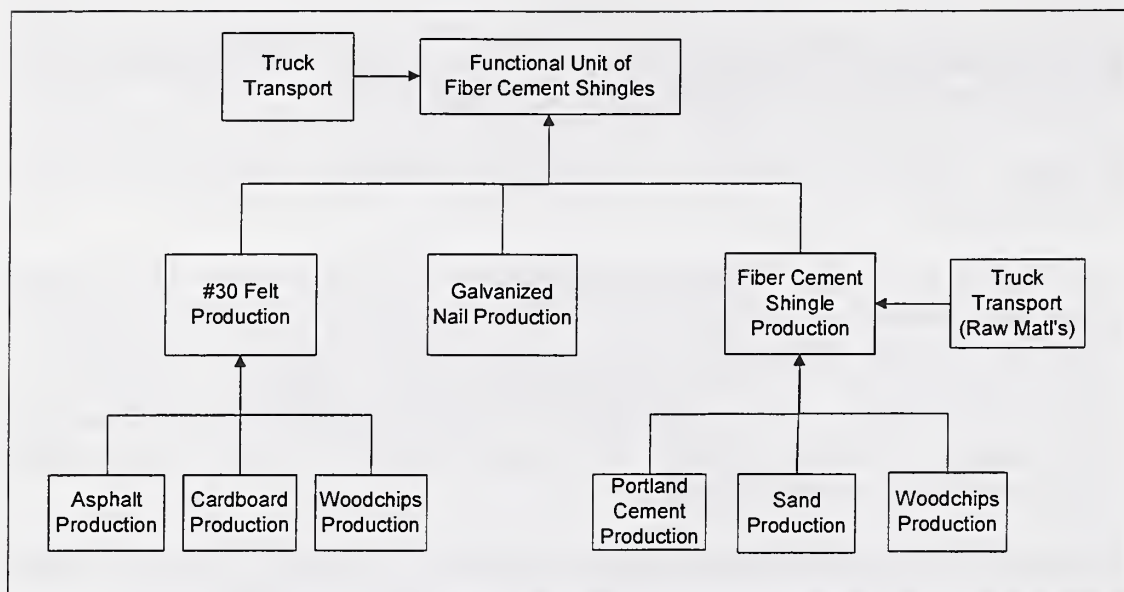 Truck
Transport
Functional Unit of
Fiber Cement Shingles
#30 Felt
Production
Galvanized
Nail Production
Fiber Cement
Shingle
Production
Truck
Transport
(Raw Matl's)
Asphalt
Production
Cardboard
Production
Woodchips
Production
Portland
Cement
Production
Sand
Production
Woodchips
Production